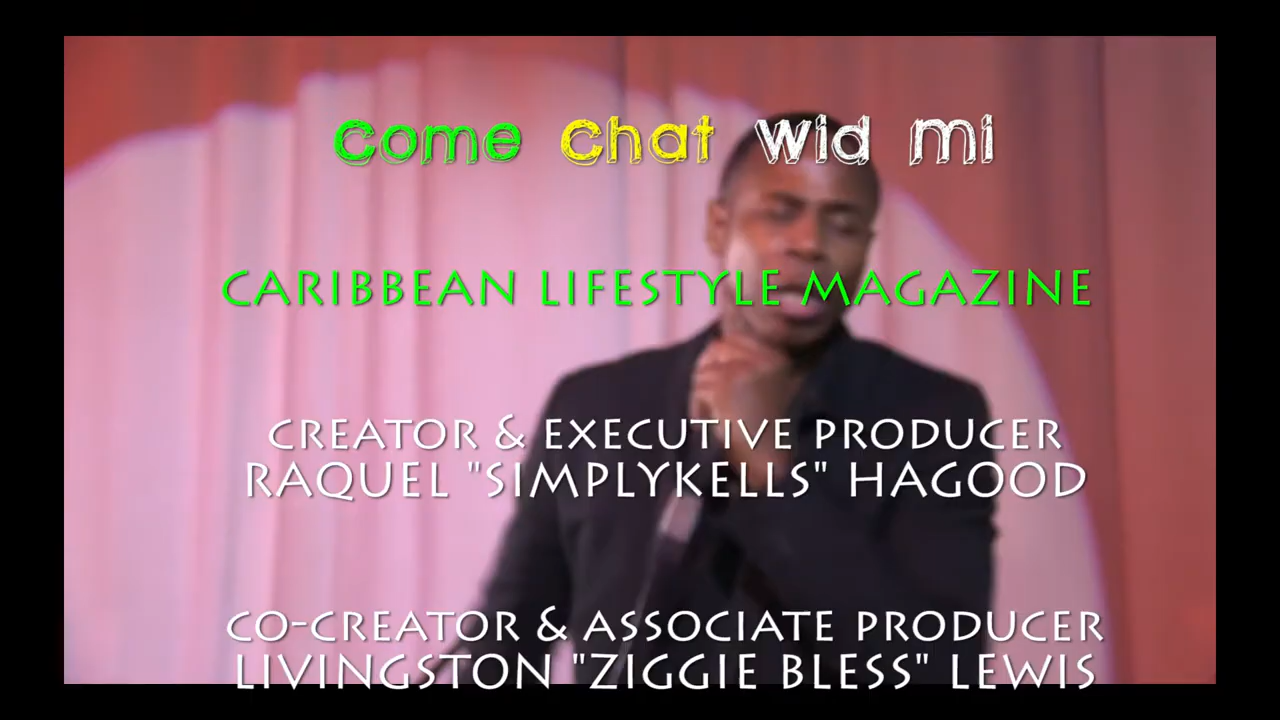 Come Chat Wid Mi
CARIBBEAN LIFESTYLE MAGAZINE
CREATOR & EXECUTIVE PRODUCER
RAQUEL "SIMPLYKELLS" HAGOOD
CO-CREATOR & ASSOCIATE PRODUCER
LIVINGSTON "ZIGGIE BLESS" LEWIS